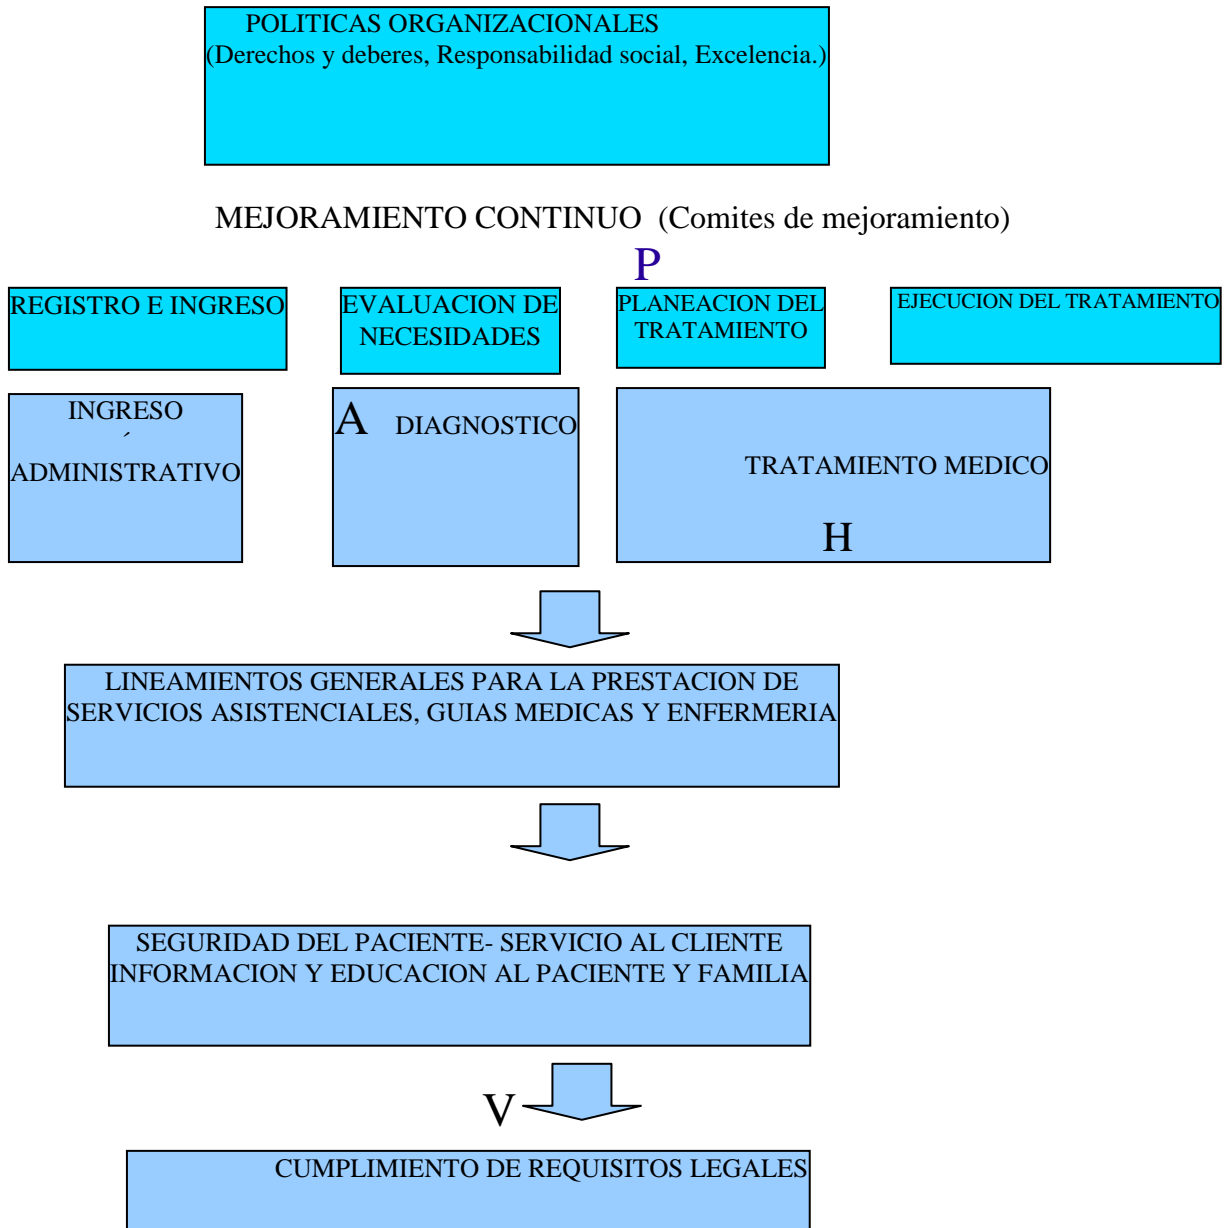 POLITICAS ORGANIZACIONALES
(Derechos y deberes, Responsabilidad social, Excelencia.)
MEJORAMIENTO CONTINUO (Comites de mejoramiento)
P
REGISTRO E INGRESO
EVALUACION DE
NECESIDADES
PLANEACION DEL
TRATAMIENTO
EJECUCION DEL TRATAMIENTO
INGRESO
´
ADMINISTRATIVO
A DIAGNOSTICO
TRATAMIENTO MEDICO
H
LINEAMIENTOS GENERALES PARA LA PRESTACION DE
SERVICIOS ASISTENCIALES, GUIAS MEDICAS Y ENFERMERIA
SEGURIDAD DEL PACIENTE- SERVICIO AL CLIENTE
INFORMACION Y EDUCACION AL PACIENTE Y FAMILIA
V
CUMPLIMIENTO DE REQUISITOS LEGALES